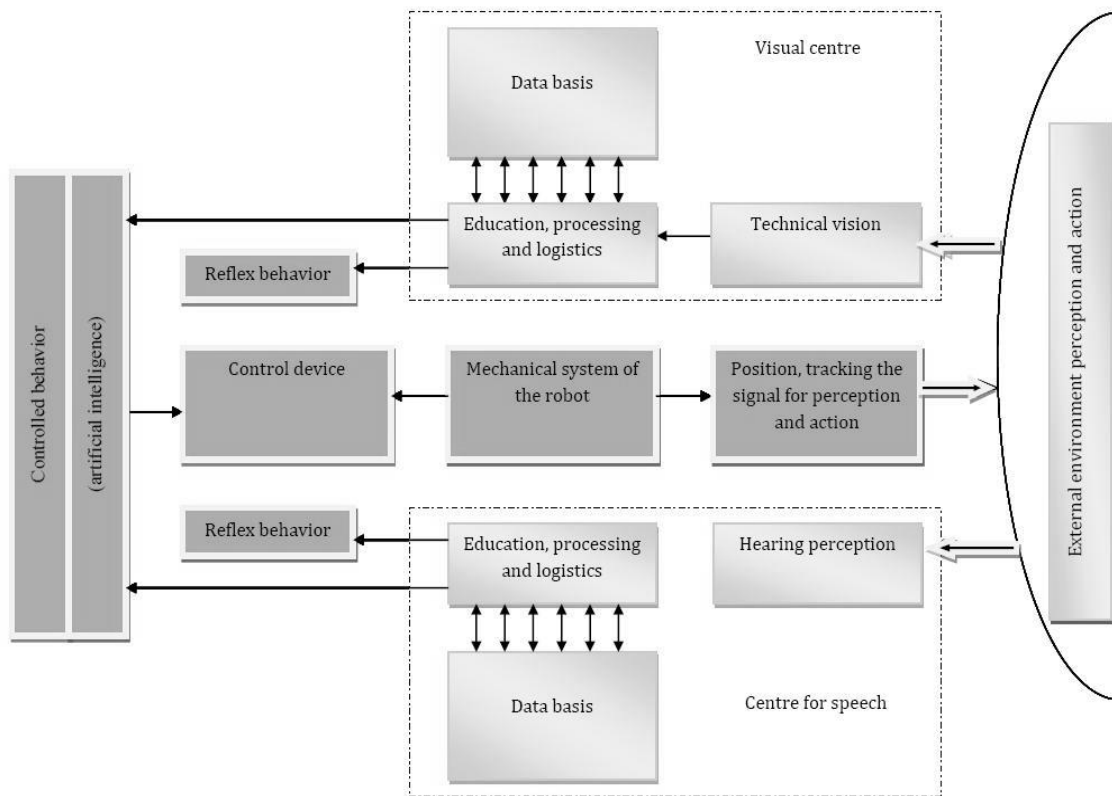 Visual centre
Data basis
Education, processing
and logistics
Technical vision
Reflex behavior
Controlled behavior
(artificial intelligence)
Control device
Mechanical system of
the robot
Position, tracking the
signal for perception
and action
External environment perception and action
Reflex behavior
Education, processing
and logistics
Hearing perception
Data basis
Centre for speech